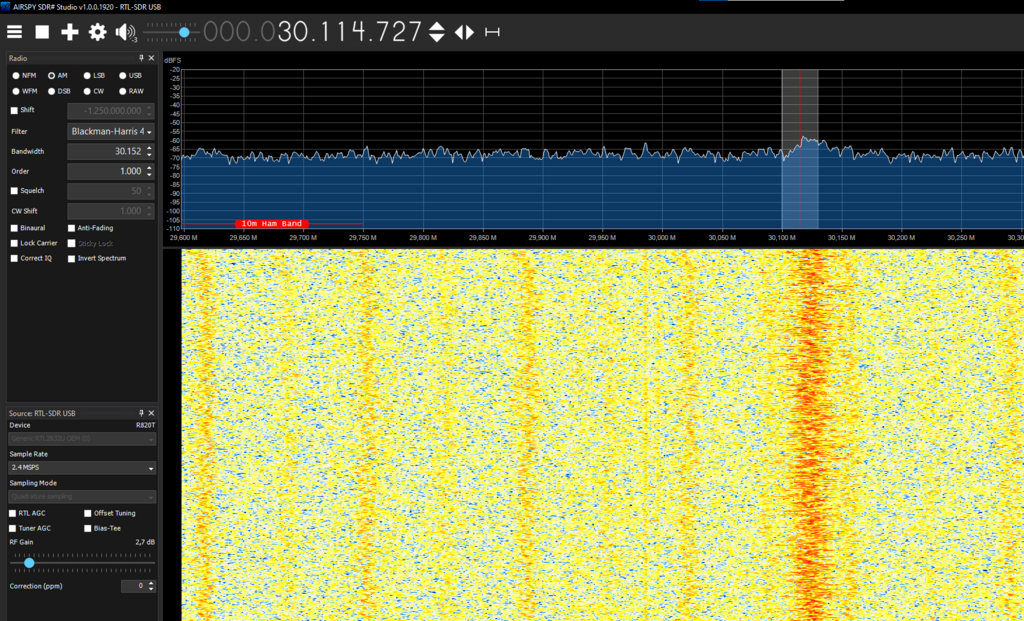 AIRSPY SDR# Studio v1.0.0.1920 - RTL-SDR USB
000.030.114.727
-3
Radio
NFM AM LSB USB
WFM DSB CW RAW
Shift -1.250.000.000
Filter Blackman-Harris 4
Bandwidth 30.152
Order 1.000
Squelch 50
CW Shift 1.000
Binaural Anti-Fading
Lock Carrier Sticky Lock
Correct IQ Invert Spectrum
Source: RTL-SDR USB
Device R820T
Generic RTL2832U OEM (0)
Sample Rate
2.4 MSPS
Sampling Mode
Quadrature sampling
RTL AGC Offset Tuning
Tuner AGC Bias-Tee
RF Gain 2,7 dB
Correction (ppm) 0
dBFS
-20
-25
-30
-35
-40
-45
-50
-55
-60
-65
-70
-75
-80
-85
-90
-95
-100
-105
-110
10m Ham Band
29,600 M 29,650 M 29,700 M 29,750 M 29,800 M 29,850 M 29,900 M 29,950 M 30,000 M 30,050 M 30,100 M 30,150 M 30,200 M 30,250 M 30,30